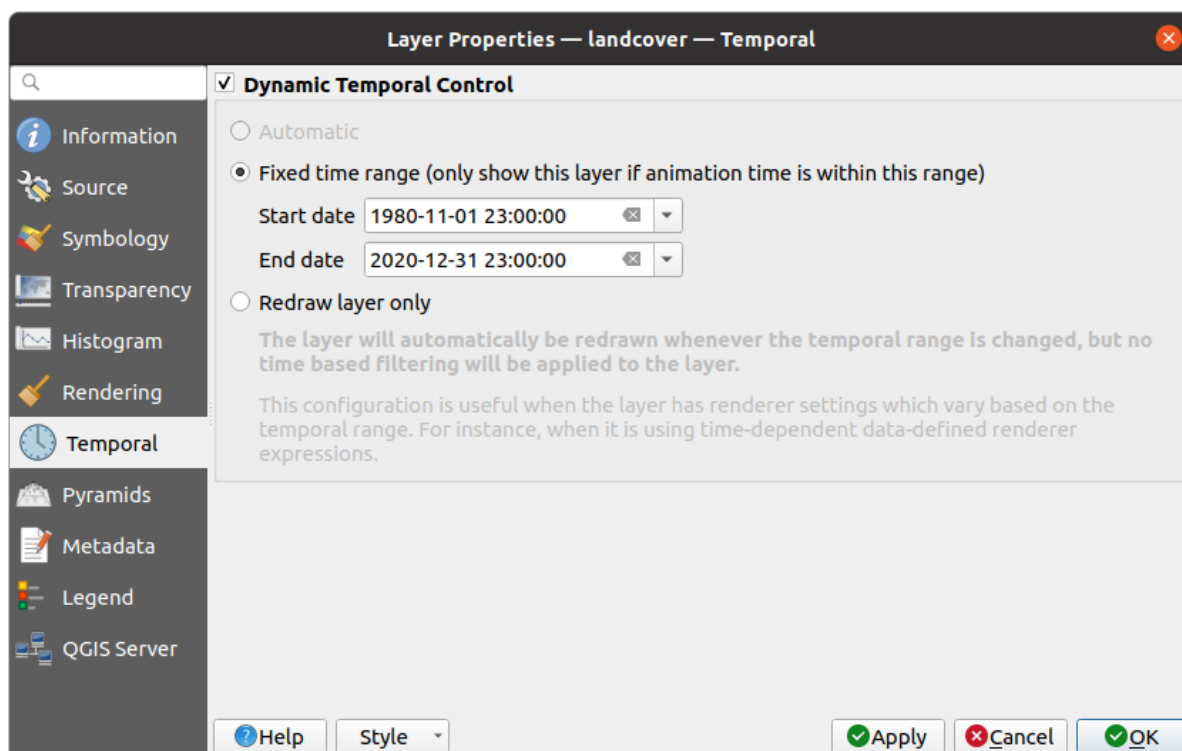 Layer Properties — landcover — Temporal
Information
Source
Symbology
Transparency
Histogram
Rendering
Temporal
Pyramids
Metadata
Legend
QGIS Server
Dynamic Temporal Control
Automatic
Fixed time range (only show this layer if animation time is within this range)
Start date 1980-11-01 23:00:00
End date 2020-12-31 23:00:00
Redraw layer only
The layer will automatically be redrawn whenever the temporal range is changed, but no
time based filtering will be applied to the layer.
This configuration is useful when the layer has renderer settings which vary based on the
temporal range. For instance, when it is using time-dependent data-defined renderer
expressions.
Help Style Apply Cancel OK